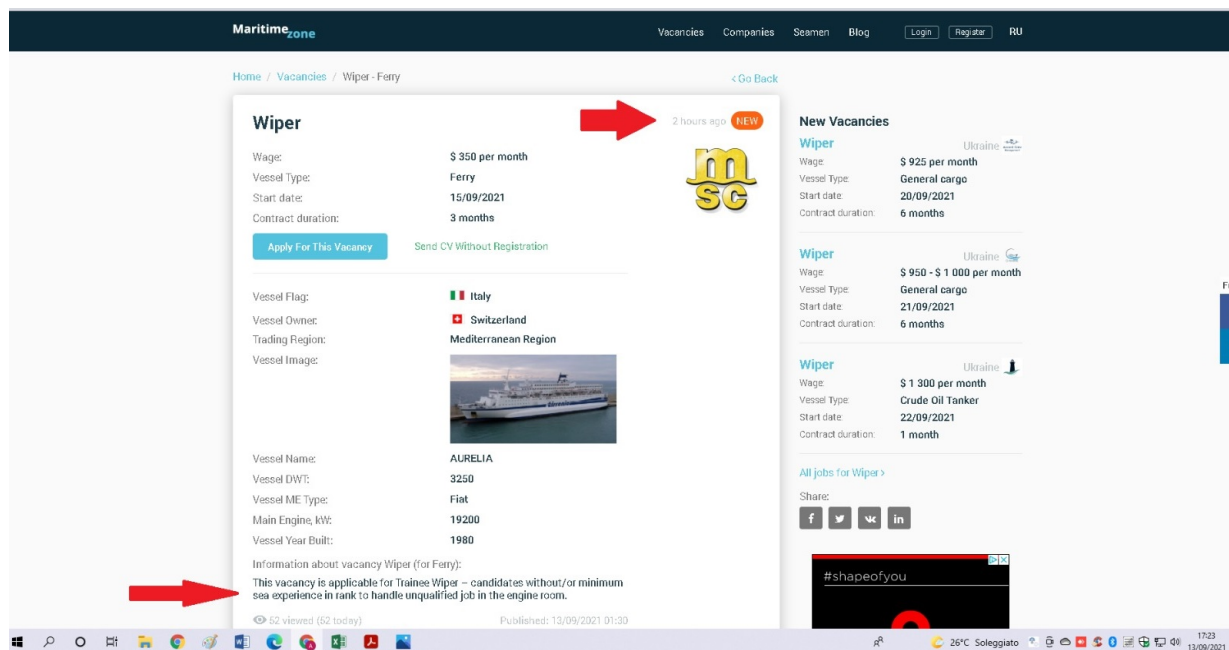 Maritimezone
Vacancies Companies Seamen Blog Login Register RU
Home / Vacancies / Wiper - Ferry
< Go Back
Wiper
2 hours ago NEW
Wage: $ 350 per month
Vessel Type: Ferry
Start date: 15/09/2021
Contract duration: 3 months
msc
Apply For This Vacancy Send CV Without Registration
Vessel Flag: Italy
Vessel Owner: Switzerland
Trading Region: Mediterranean Region
Vessel Image:
Vessel Name: AURELIA
Vessel DWT: 3250
Vessel ME Type: Fiat
Main Engine, kW: 19200
Vessel Year Built: 1980
Information about vacancy Wiper (for Ferry):
This vacancy is applicable for Trainee Wiper – candidates without/or minimum
sea experience in rank to handle unqualified job in the engine room.
52 viewed (52 today) Published: 13/09/2021 01:30
New Vacancies
Wiper Ukraine
Wage: $ 925 per month
Vessel Type: General cargo
Start date: 20/09/2021
Contract duration: 6 months
Wiper Ukraine
Wage: $ 950 - $ 1 000 per month
Vessel Type: General cargo
Start date: 21/09/2021
Contract duration: 6 months
Wiper Ukraine
Wage: $ 1 300 per month
Vessel Type: Crude Oil Tanker
Start date: 22/09/2021
Contract duration: 1 month
All jobs for Wiper >
Share:
#shapeofyou
26°C Soleggiato
17:23
13/09/2021